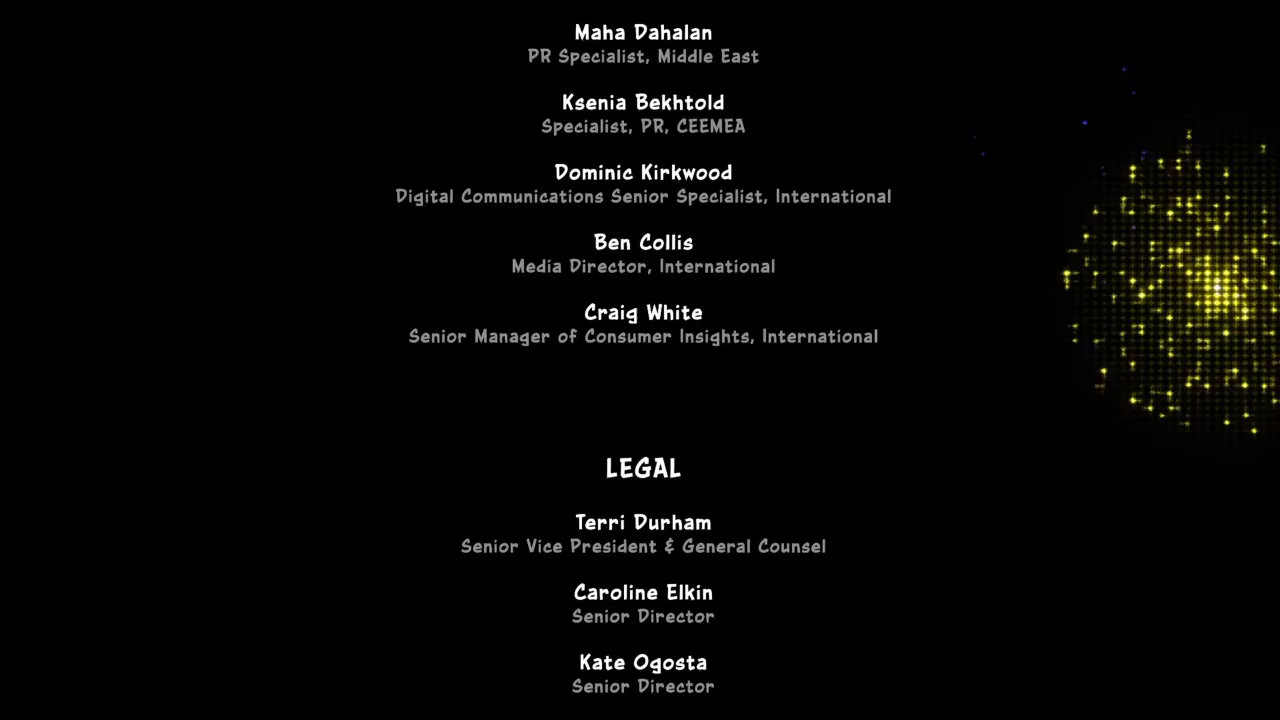 Maha Dahalan
PR Specialist, Middle East
Ksenia Bekhtold
Specialist, PR, CEEMEA
Dominic Kirkwood
Digital Communications Senior Specialist, International
Ben Collis
Media Director, International
Craig White
Senior Manager of Consumer Insights, International
LEGAL
Terri Durham
Senior Vice President & General Counsel
Caroline Elkin
Senior Director
Kate Ogosta
Senior Director